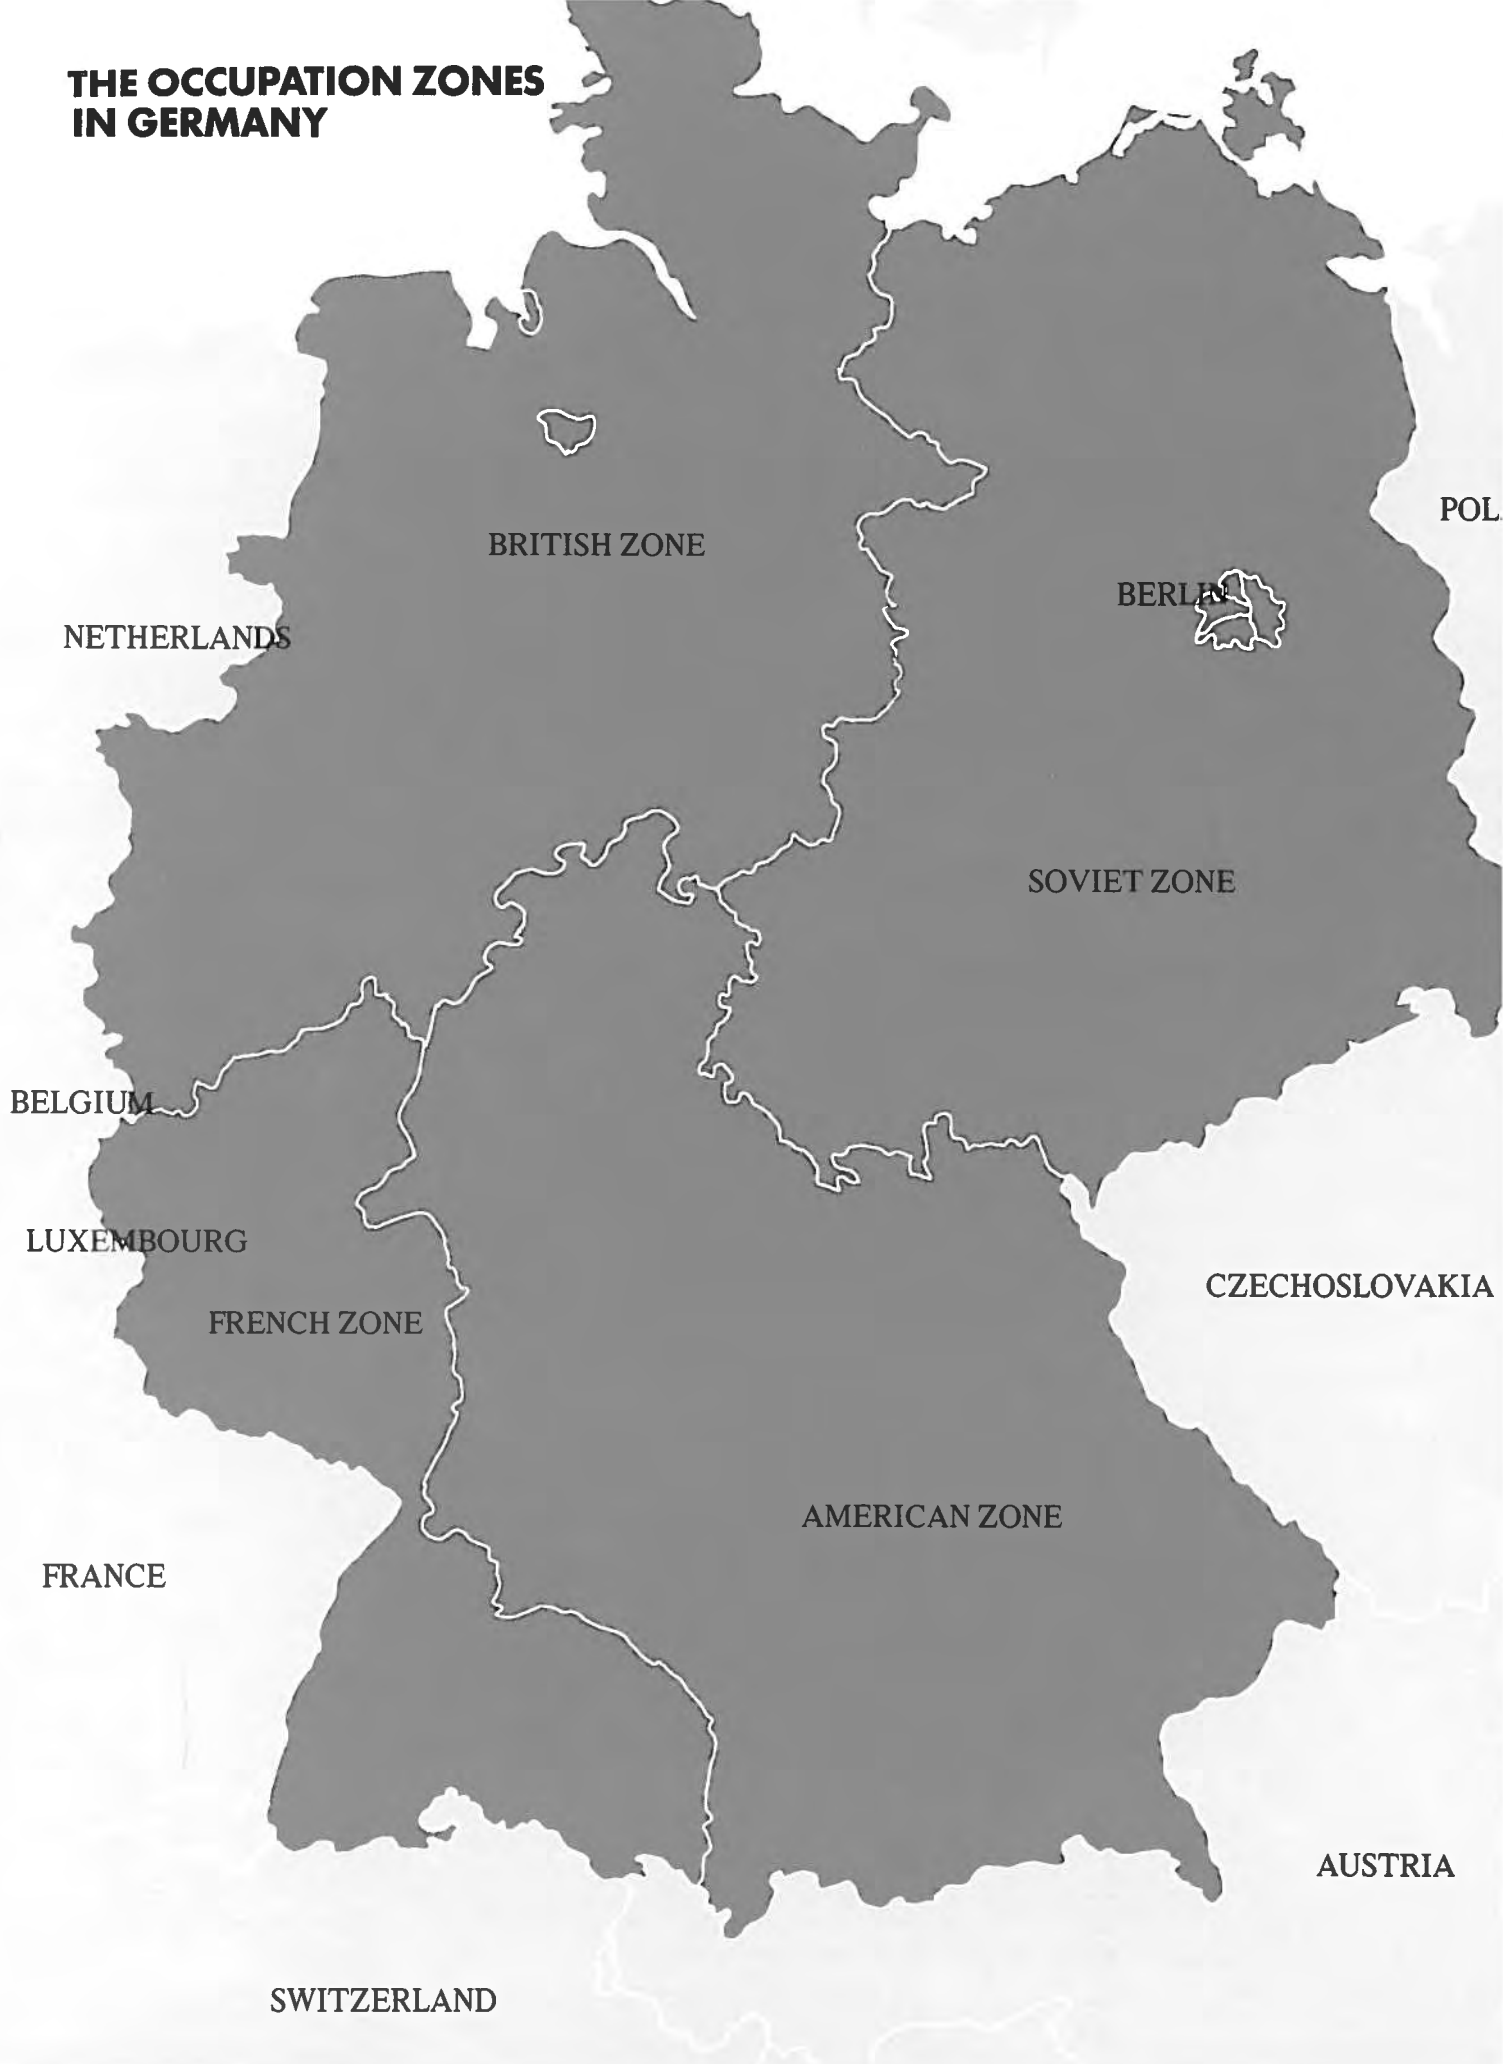 THE OCCUPATION ZONES
IN GERMANY
POL
BRITISH ZONE
BERLIN
NETHERLANDS
SOVIET ZONE
BELGIUM
LUXEMBOURG
CZECHOSLOVAKIA
FRENCH ZONE
AMERICAN ZONE
FRANCE
AUSTRIA
SWITZERLAND